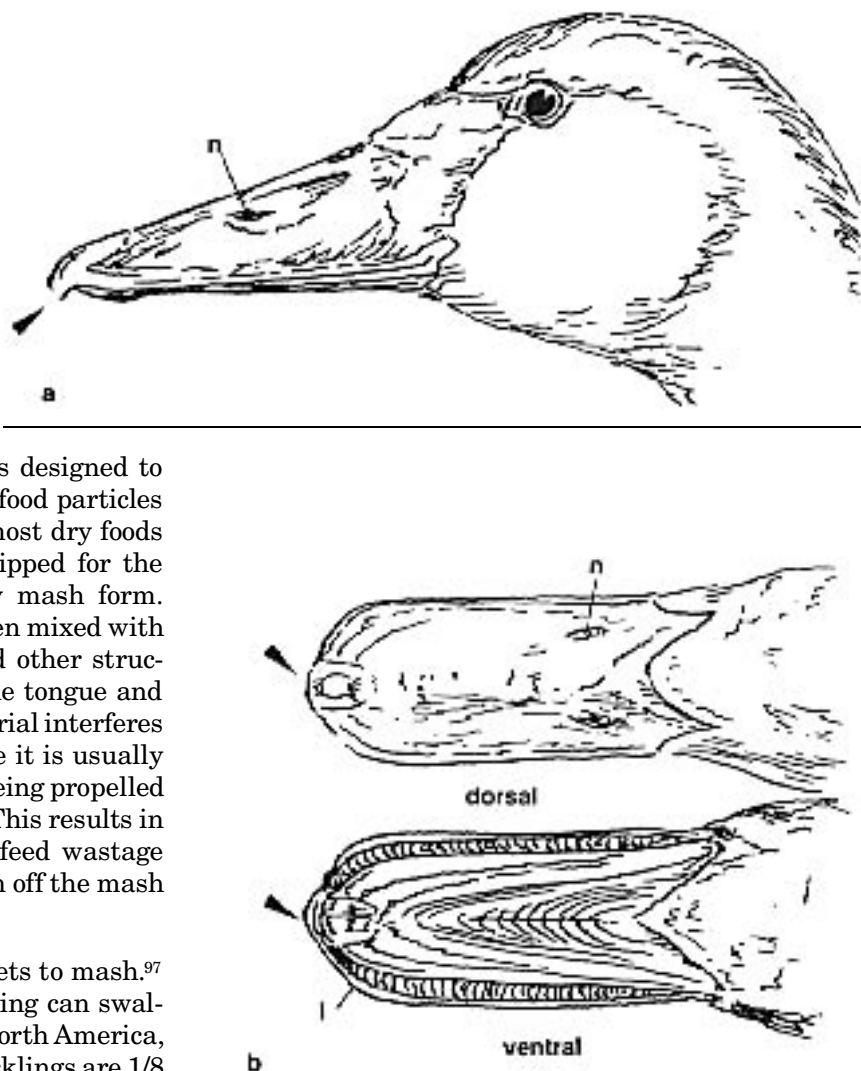 n
a
s designed to
food particles
nost dry foods
ipped for the
mash form.
en mixed with
d other struc-
e tongue and
rial interferes
e it is usually
eing propelled
This results in
feed wastage
n off the mash
ets to mash.97
ing can swal-
orth America,
cklings are 1/8
n
dorsal
l
ventral
b